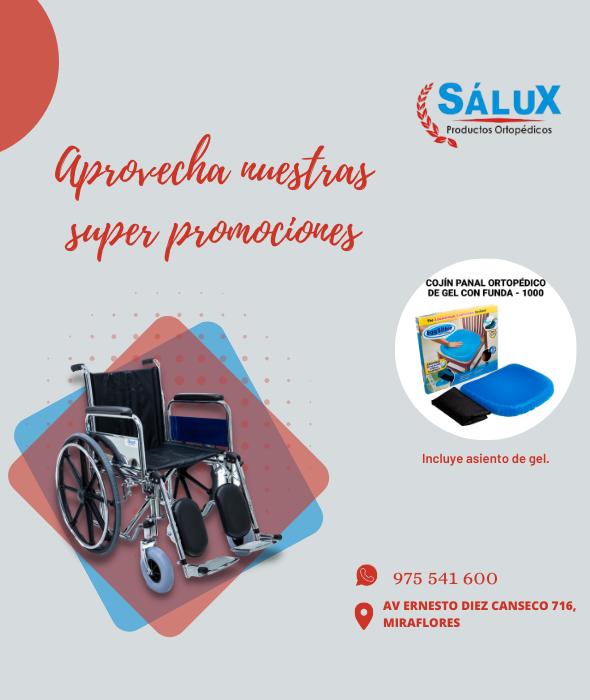 SÁLUX
Productos Ortopédicos
Aprovecha nuestras
super promociones
COJÍN PANAL ORTOPÉDICO
DE GEL CON FUNDA - 1000
Incluye asiento de gel.
975 541 600
AV ERNESTO DIEZ CANSECO 716,
MIRAFLORES